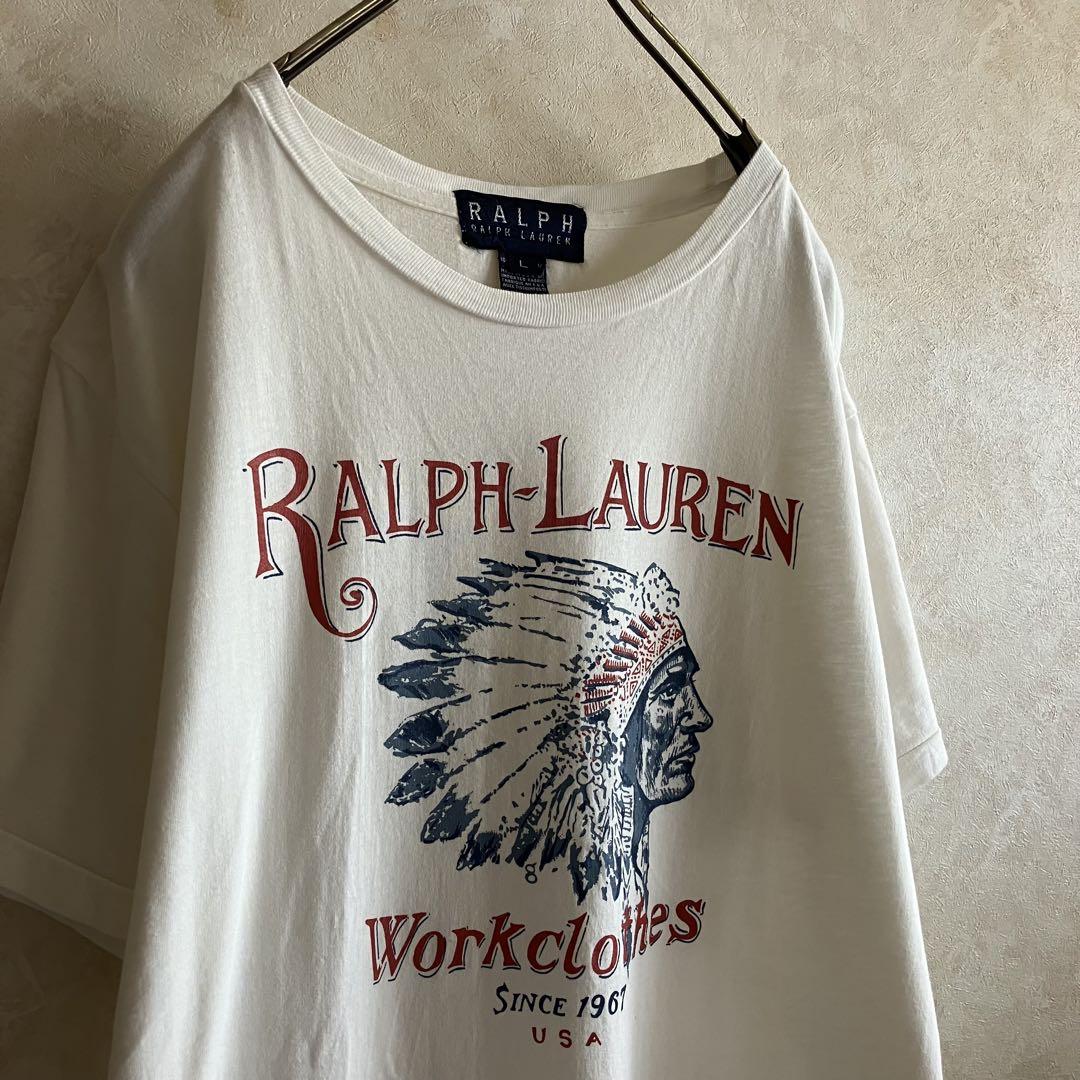 RALPH
RALPH LAUREN
L
RALPH-LAUREN
Workclothes
SINCE 1967
USA